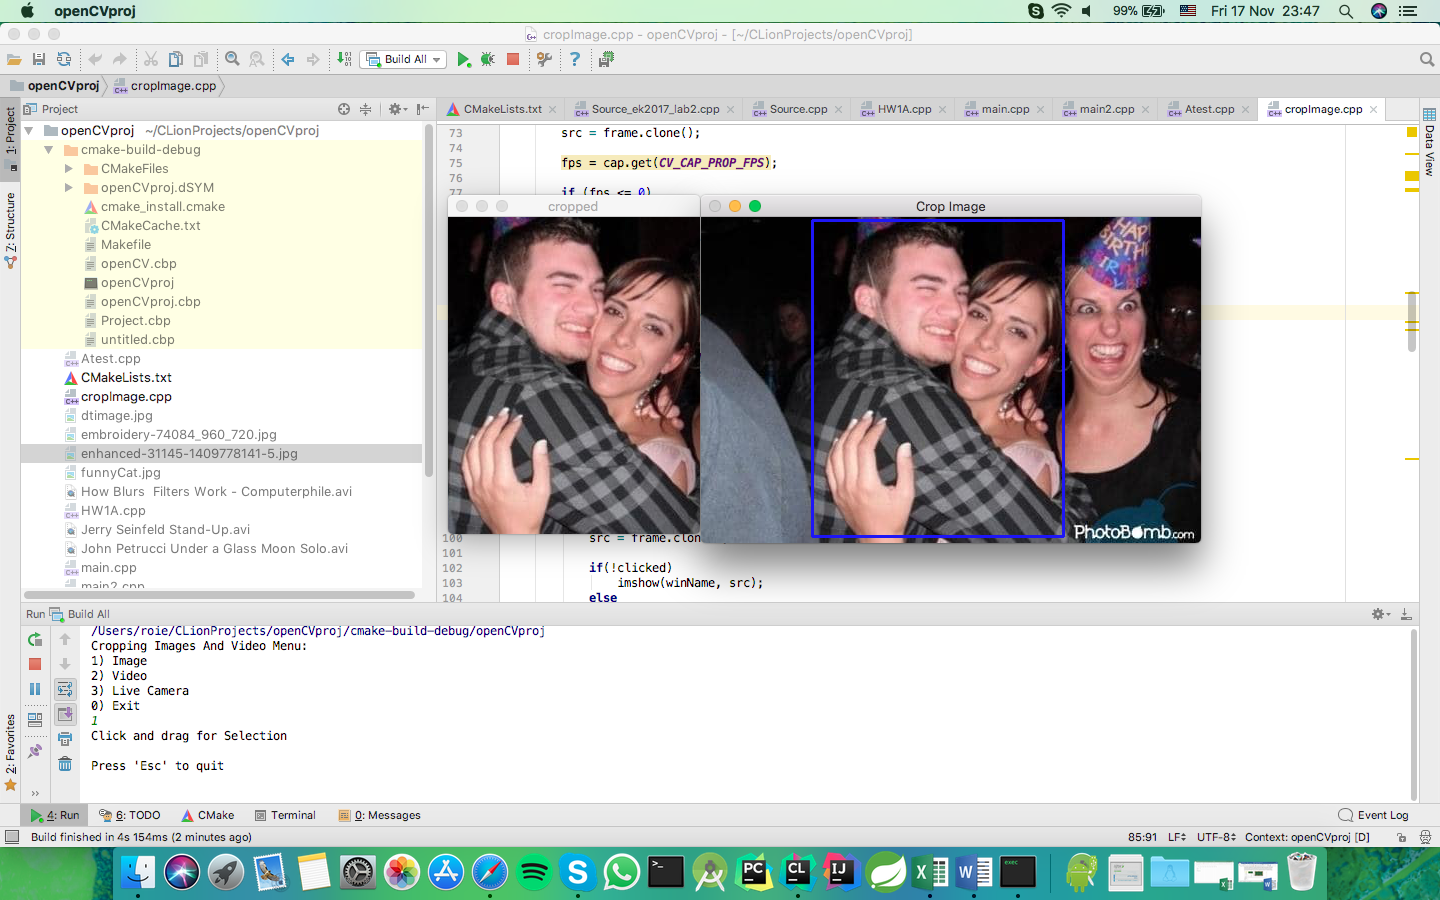 openCVproj
99%
Fri 17 Nov 23:47
cropImage.cpp - openCVproj - [~/CLionProjects/openCVproj]
Build All
openCVproj
cropImage.cpp
Project
CMakeLists.txt
Source_ek2017_lab2.cpp
Source.cpp
HW1A.cpp
main.cpp
main2.cpp
Atest.cpp
cropImage.cpp
1: Project
Z: Structure
2: Favorites
Data View
openCVproj ~/CLionProjects/openCVproj
cmake-build-debug
CMakeFiles
openCVproj.dSYM
cmake_install.cmake
CMakeCache.txt
Makefile
openCV.cbp
openCVproj
openCVproj.cbp
Project.cbp
untitled.cbp
Atest.cpp
CMakeLists.txt
cropImage.cpp
dtimage.jpg
embroidery-74084_960_720.jpg
enhanced-31145-1409778141-5.jpg
funnyCat.jpg
How Blurs Filters Work - Computerphile.avi
HW1A.cpp
Jerry Seinfeld Stand-Up.avi
John Petrucci Under a Glass Moon Solo.avi
main.cpp
main2.cpp
73 src = frame.clone();
74
75 fps = cap.get(CV_CAP_PROP_FPS);
76
77 if (fps <= 0)
cropped
Crop Image
HAPPY
BIRTH
PhotoBomb.com
100 src = frame.clon
101
102 if(!clicked)
103 imshow(winName, src);
104 else
Run Build All
/Users/roie/CLionProjects/openCVproj/cmake-build-debug/openCVproj
Cropping Images And Video Menu:
1) Image
2) Video
3) Live Camera
0) Exit
1
Click and drag for Selection
Press 'Esc' to quit
4: Run
6: TODO
CMake
Terminal
0: Messages
Event Log
Build finished in 4s 154ms (2 minutes ago)
85:91 LF UTF-8 Context: openCVproj [D]
PC
CL
IJ
X
W
exec